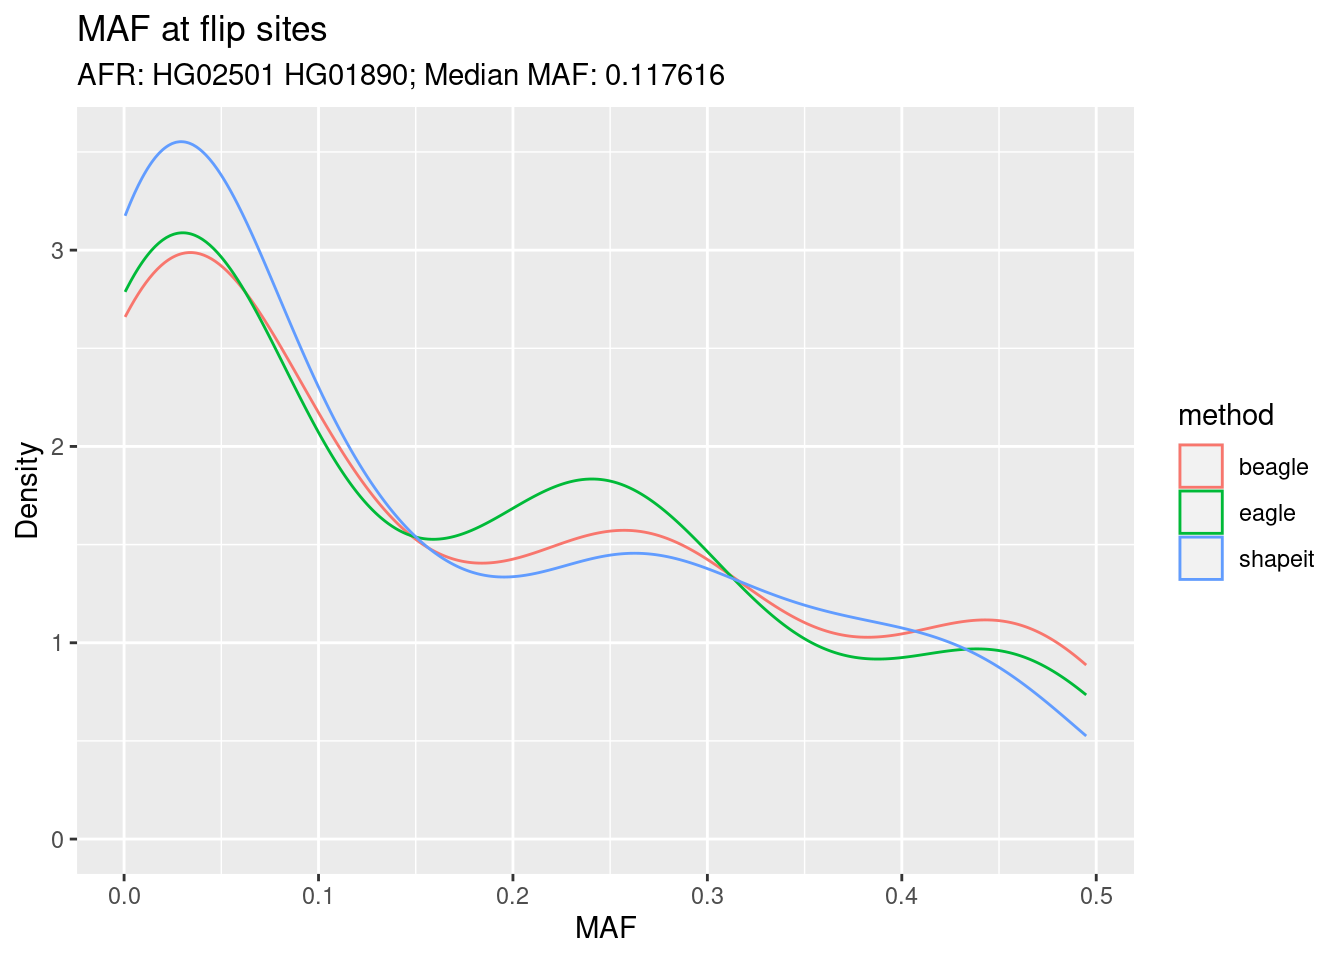 MAF at flip sites
AFR: HG02501 HG01890; Median MAF: 0.117616
3
2
1
0
Density
0.0 0.1 0.2 0.3 0.4 0.5
MAF
method
beagle
eagle
shapeit